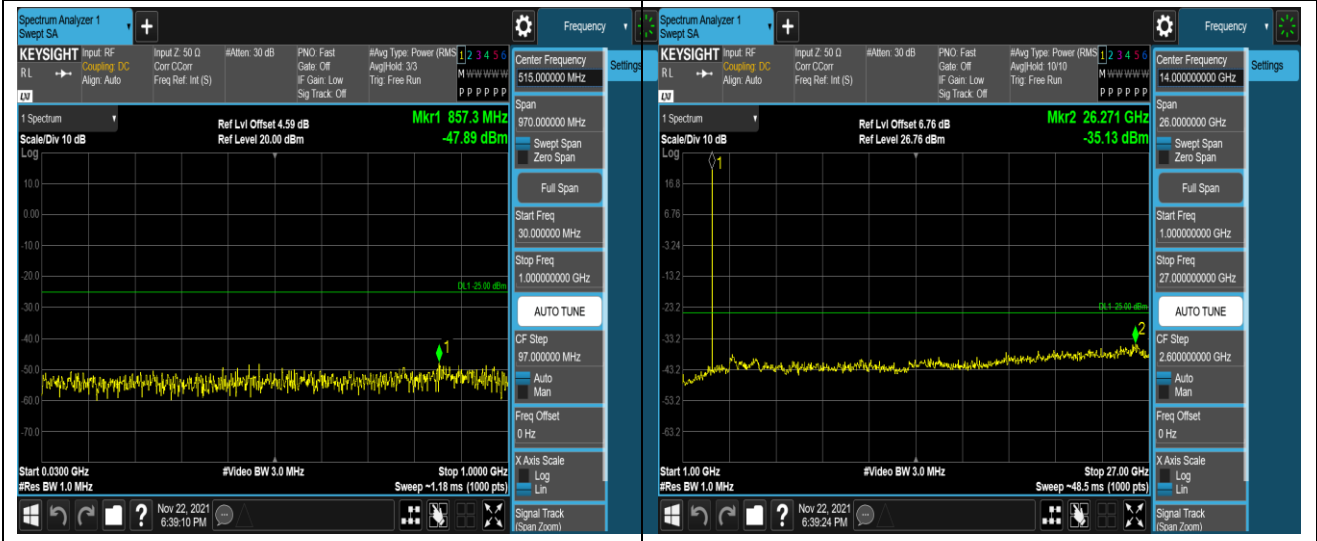 Spectrum Analyzer 1
Swept SA
+
Frequency
KEYSIGHT
RL
LXI
Input: RF
Coupling: DC
Align: Auto
Input Z: 50 Ω
Corr CCorr
Freq Ref: Int (S)
#Atten: 30 dB
PNO: Fast
Gate: Off
IF Gain: Low
Sig Track: Off
#Avg Type: Power (RMS
Avg|Hold: 3/3
Trig: Free Run
1 2 3 4 5 6
M W W W W W
P P P P P P
Center Frequency
515.000000 MHz
Settings
Span
970.000000 MHz
Swept Span
Zero Span
Full Span
Start Freq
30.000000 MHz
Stop Freq
1.000000000 GHz
AUTO TUNE
CF Step
97.000000 MHz
Auto
Man
Freq Offset
0 Hz
X Axis Scale
Log
Lin
Signal Track
(Span Zoom)
1 Spectrum
Scale/Div 10 dB
Log
Ref Lvl Offset 4.59 dB
Ref Level 20.00 dBm
Mkr1 857.3 MHz
-47.89 dBm
10.0
0.00
-10.0
-20.0
DL1 -25.00 dBm
-30.0
-40.0
1
-50.0
-60.0
-70.0
Start 0.0300 GHz
#Res BW 1.0 MHz
#Video BW 3.0 MHz
Stop 1.0000 GHz
Sweep ~1.18 ms (1000 pts)
?
Nov 22, 2021
6:39:10 PM
Spectrum Analyzer 1
Swept SA
+
Frequency
KEYSIGHT
RL
LXI
Input: RF
Coupling: DC
Align: Auto
Input Z: 50 Ω
Corr CCorr
Freq Ref: Int (S)
#Atten: 30 dB
PNO: Fast
Gate: Off
IF Gain: Low
Sig Track: Off
#Avg Type: Power (RMS
Avg|Hold: 10/10
Trig: Free Run
1 2 3 4 5 6
M W W W W W
P P P P P P
Center Frequency
14.000000000 GHz
Settings
Span
26.0000000 GHz
Swept Span
Zero Span
Full Span
Start Freq
1.000000000 GHz
Stop Freq
27.000000000 GHz
AUTO TUNE
CF Step
2.600000000 GHz
Auto
Man
Freq Offset
0 Hz
X Axis Scale
Log
Lin
Signal Track
(Span Zoom)
1 Spectrum
Scale/Div 10 dB
Log
Ref Lvl Offset 6.76 dB
Ref Level 26.76 dBm
Mkr2 26.271 GHz
-35.13 dBm
1
16.8
6.76
-3.24
-13.2
-23.2
DL1 -25.00 dBm
2
-33.2
-43.2
-53.2
-63.2
Start 1.00 GHz
#Res BW 1.0 MHz
#Video BW 3.0 MHz
Stop 27.00 GHz
Sweep ~48.5 ms (1000 pts)
?
Nov 22, 2021
6:39:24 PM